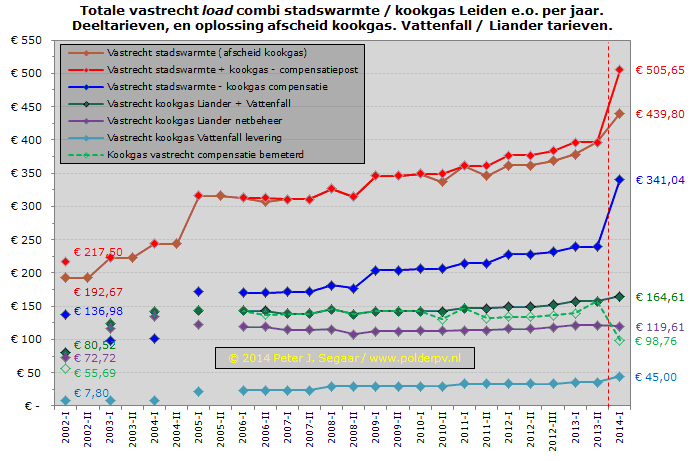 Totale vastrecht load combi stadswarmte / kookgas Leiden e.o. per jaar.
Deeltarieven, en oplossing afscheid kookgas. Vattenfall / Liander tarieven.
€ 550
€ 500
€ 450
€ 400
€ 350
€ 300
€ 250
€ 200
€ 150
€ 100
€ 50
€ -
Vastrecht stadswarmte (afscheid kookgas)
Vastrecht stadswarmte + kookgas - compensatiepost
Vastrecht stadswarmte - kookgas compensatie
Vastrecht kookgas Liander + Vattenfall
Vastrecht kookgas Liander netbeheer
Vastrecht kookgas Vattenfall levering
Kookgas vastrecht compensatie bemeterd
€ 217,50
€ 192,67
€ 136,98
€ 80,52
€ 72,72
€ 55,69
€ 7,80
€ 505,65
€ 439,80
€ 341,04
€ 164,61
€ 119,61
€ 98,76
€ 45,00
© 2014 Peter J. Segaar/ www.polderpv.nl
2002-I
2002-II
2003-I
2003-II
2004-I
2004-II
2005-I
2005-II
2006-I
2006-II
2007-I
2007-II
2008-I
2008-II
2009-I
2009-II
2010-I
2010-II
2011-I
2011-II
2012-I
2012-II
2013-III
2013-I
2013-II
2014-I